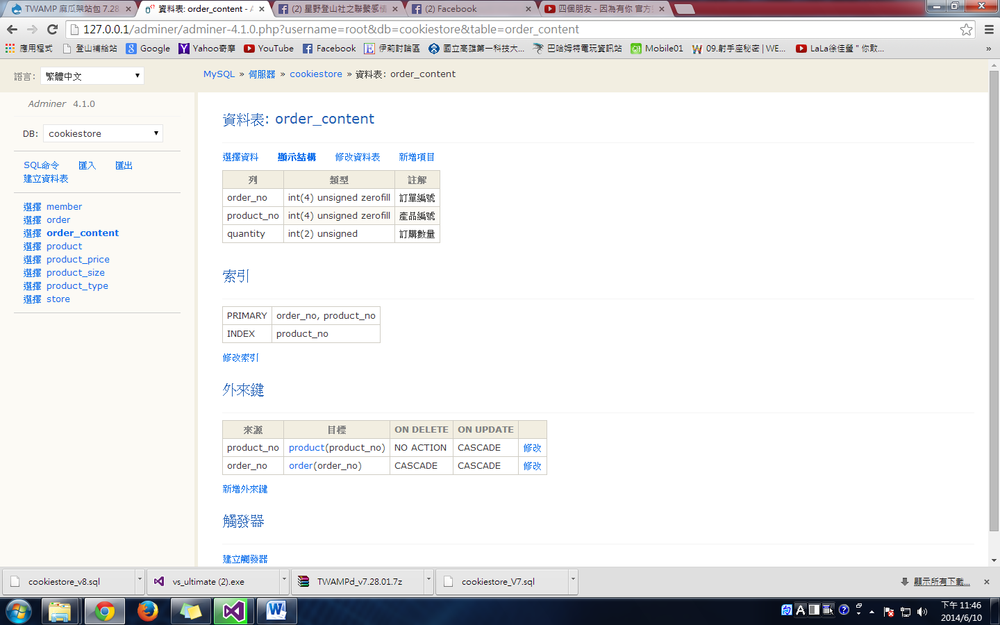 TWAMP 麻瓜架站包 7.28
資料表: order_content - A
(2) 星野登山社之聯繫感情
(2) Facebook
四個朋友 - 因為有你 官方
127.0.0.1/adminer/adminer-4.1.0.php?username=root&db=cookiestore&table=order_content
應用程式 登山補給站 Google Yahoo奇摩 YouTube Facebook 伊莉討論區 國立高雄第一科技大... 巴哈姆特電玩資訊站 Mobile01 09.射手座秘密 | WE... LaLa徐佳瑩 " 你敢... »
語言: 繁體中文
MySQL » 伺服器 » cookiestore » 資料表: order_content
Adminer 4.1.0
DB: cookiestore
SQL命令 匯入 匯出
建立資料表
選擇 member
選擇 order
選擇 order_content
選擇 product
選擇 product_price
選擇 product_size
選擇 product_type
選擇 store
資料表: order_content
選擇資料 顯示結構 修改資料表 新增項目
列 類型 註解
order_no int(4) unsigned zerofill 訂單編號
product_no int(4) unsigned zerofill 產品編號
quantity int(2) unsigned 訂購數量
索引
PRIMARY order_no, product_no
INDEX product_no
修改索引
外來鍵
來源 目標 ON DELETE ON UPDATE
product_no product(product_no) NO ACTION CASCADE 修改
order_no order(order_no) CASCADE CASCADE 修改
新增外來鍵
觸發器
建立觸發器
cookiestore_v8.sql vs_ultimate (2).exe TWAMPd_v7.28.01.7z cookiestore_V7.sql 顯示所有下載...
下午 11:46
2014/6/10